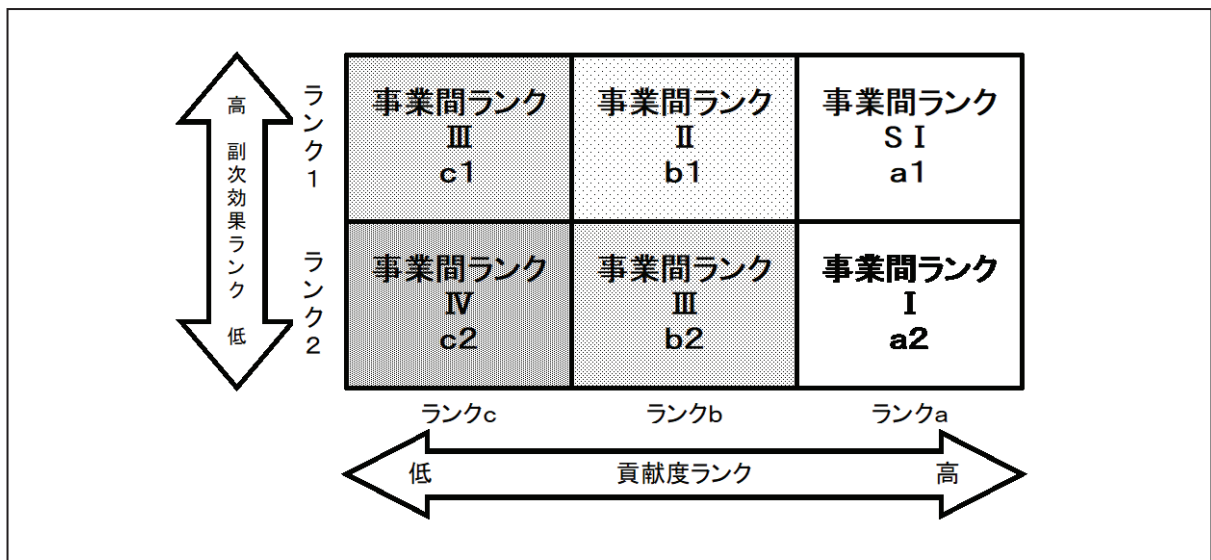 高 副次効果ランク 低
ランク1
ランク2
事業間ランク
Ⅲ
c1
事業間ランク
Ⅱ
b1
事業間ランク
SⅠ
a1
事業間ランク
Ⅳ
c2
事業間ランク
Ⅲ
b2
事業間ランク
Ⅰ
a2
ランクc
ランクb
ランクa
低 貢献度ランク 高